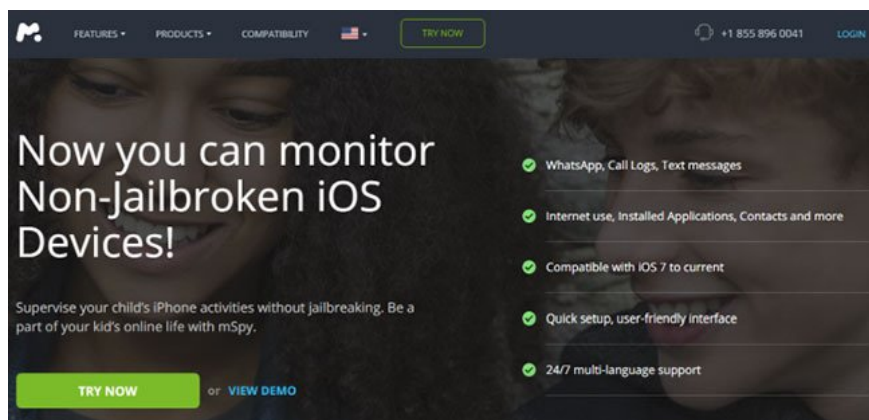 FEATURES
PRODUCTS
COMPATIBILITY
TRY NOW
+1 855 896 0041
LOGIN
Now you can monitor
Non-Jailbroken iOS
Devices!
Supervise your child's iPhone activities without jailbreaking. Be a
part of your kid's online life with mSpy.
TRY NOW
or
VIEW DEMO
WhatsApp, Call Logs, Text messages
Internet use, Installed Applications, Contacts and more
Compatible with iOS 7 to current
Quick setup, user-friendly interface
24/7 multi-language support